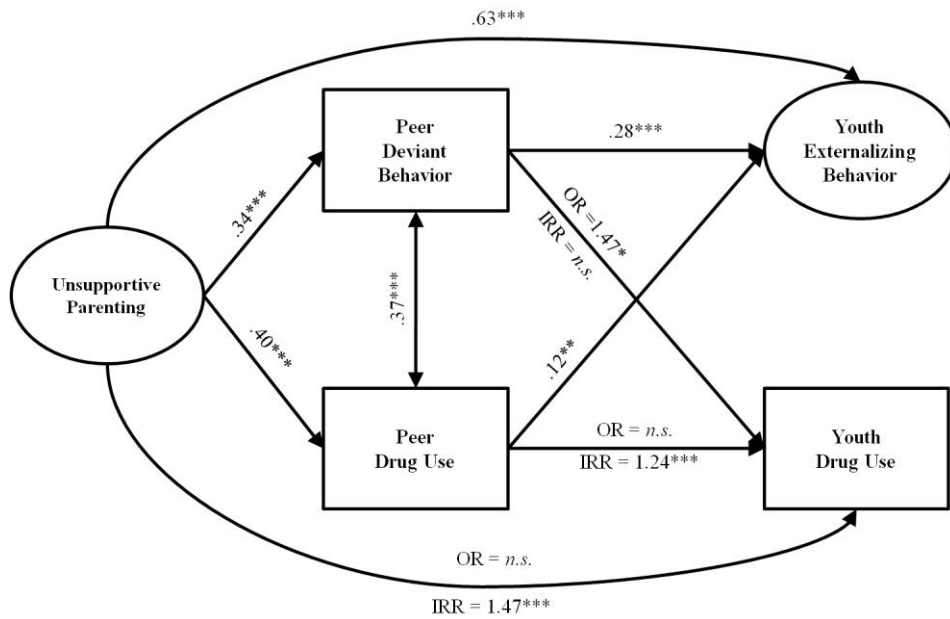 .63***
Peer
Deviant
Behavior
.28***
Youth
Externalizing
Behavior
.34***
OR =1.47*
IRR = n.s.
Unsupportive
Parenting
.37***
.40***
.12**
Peer
Drug Use
OR = n.s.
IRR = 1.24***
Youth
Drug Use
OR = n.s.
IRR = 1.47***